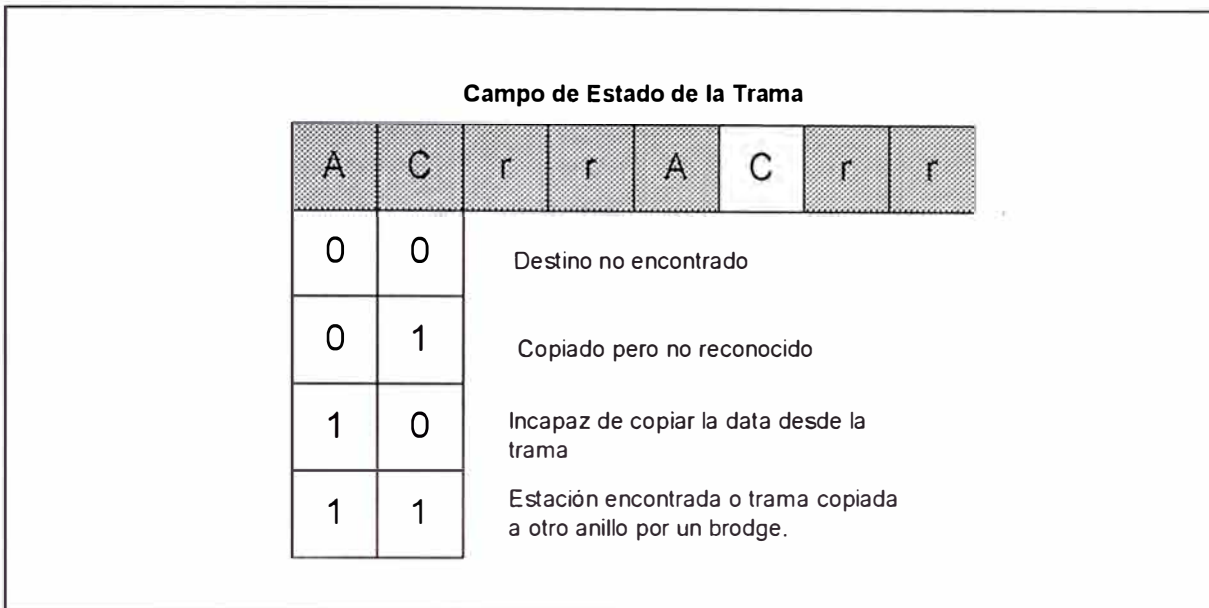 Campo de Estado de la Trama
A C r r A C r r
0 0 Destino no encontrado
0 1 Copiado pero no reconocido
1 0 Incapaz de copiar la data desde la
trama
1 1 Estación encontrada o trama copiada
a otro anillo por un brodge.